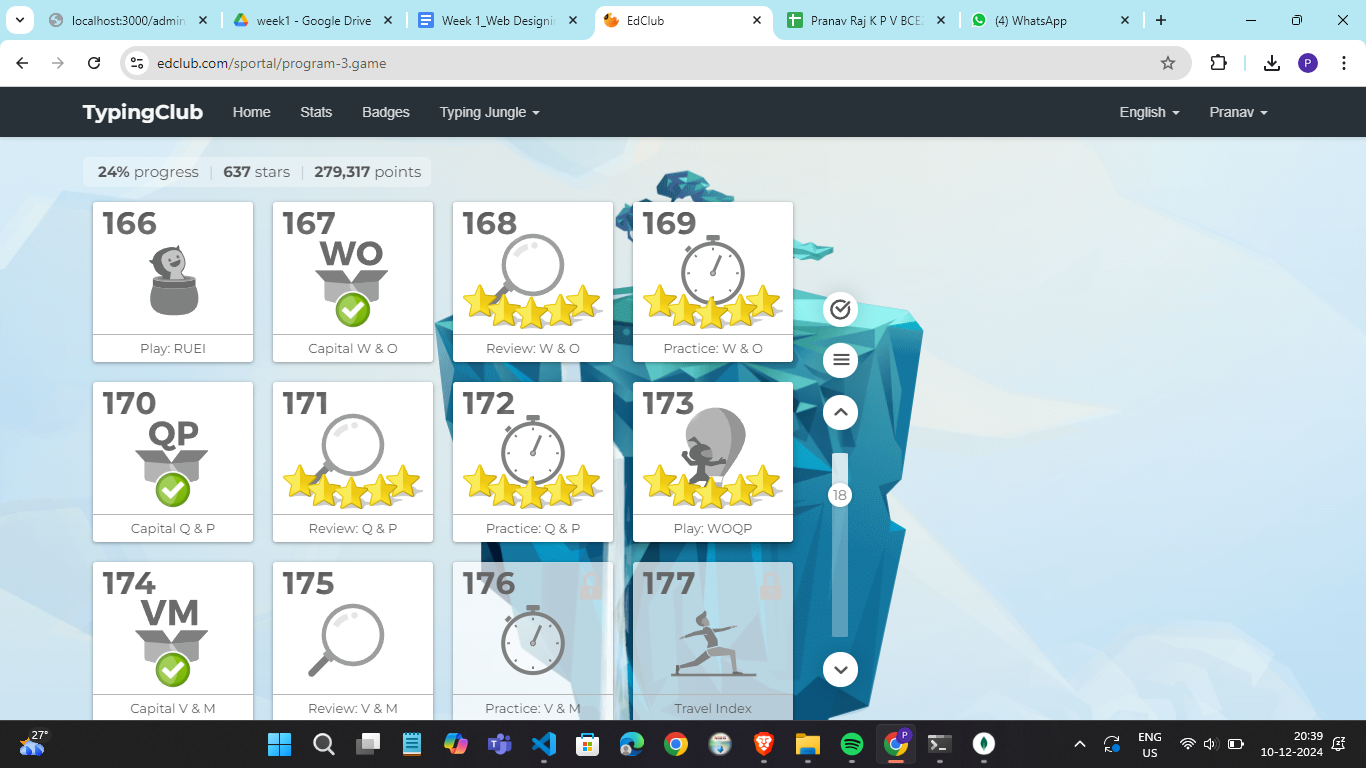 localhost:3000/admin
week1 - Google Drive
Week 1_Web Designin
EdClub
Pranav Raj K P V BCE2
(4) WhatsApp
edclub.com/sportal/program-3.game
P
TypingClub
Home
Stats
Badges
Typing Jungle
English
Pranav
24% progress | 637 stars | 279,317 points
166
Play: RUEI
167
WO
Capital W & O
168
Review: W & O
169
Practice: W & O
170
QP
Capital Q & P
171
Review: Q & P
172
Practice: Q & P
173
Play: WOQP
18
174
VM
Capital V & M
175
Review: V & M
176
Practice: V & M
177
Travel Index
27°
P
ENG
US
20:39
10-12-2024